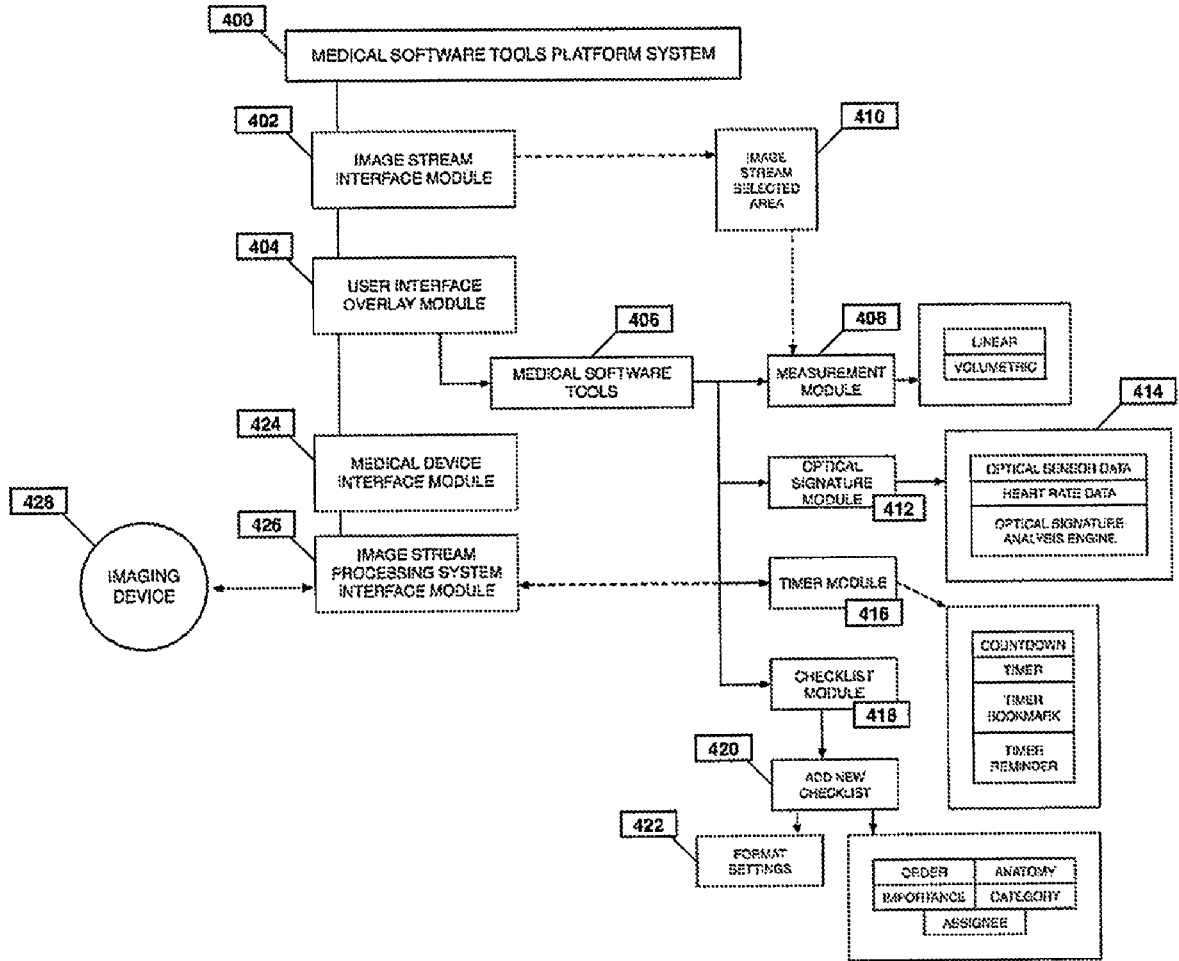 400
MEDICAL SOFTWARE TOOLS PLATFORM SYSTEM
402
IMAGE STREAM
INTERFACE MODULE
410
IMAGE
STREAM
SELECTED
AREA
404
USER INTERFACE
OVERLAY MODULE
406
MEDICAL SOFTWARE
TOOLS
408
MEASUREMENT
MODULE
LINEAR
VOLUMETRIC
414
424
MEDICAL DEVICE
INTERFACE MODULE
OPTICAL
SIGNATURE
MODULE
412
OPTICAL SENSOR DATA
HEART RATE DATA
OPTICAL SIGNATURE
ANALYSIS ENGINE
428
IMAGING
DEVICE
426
IMAGE STREAM
PROCESSING SYSTEM
INTERFACE MODULE
TIMER MODULE
416
COUNTDOWN
TIMER
TIMER
BOOKMARK
TIMER
REMINDER
CHECKLIST
MODULE
418
420
ADD NEW
CHECKLIST
422
FORMAT
SETTINGS
ORDER
ANATOMY
IMPORTANCE
CATEGORY
ASSIGNEE